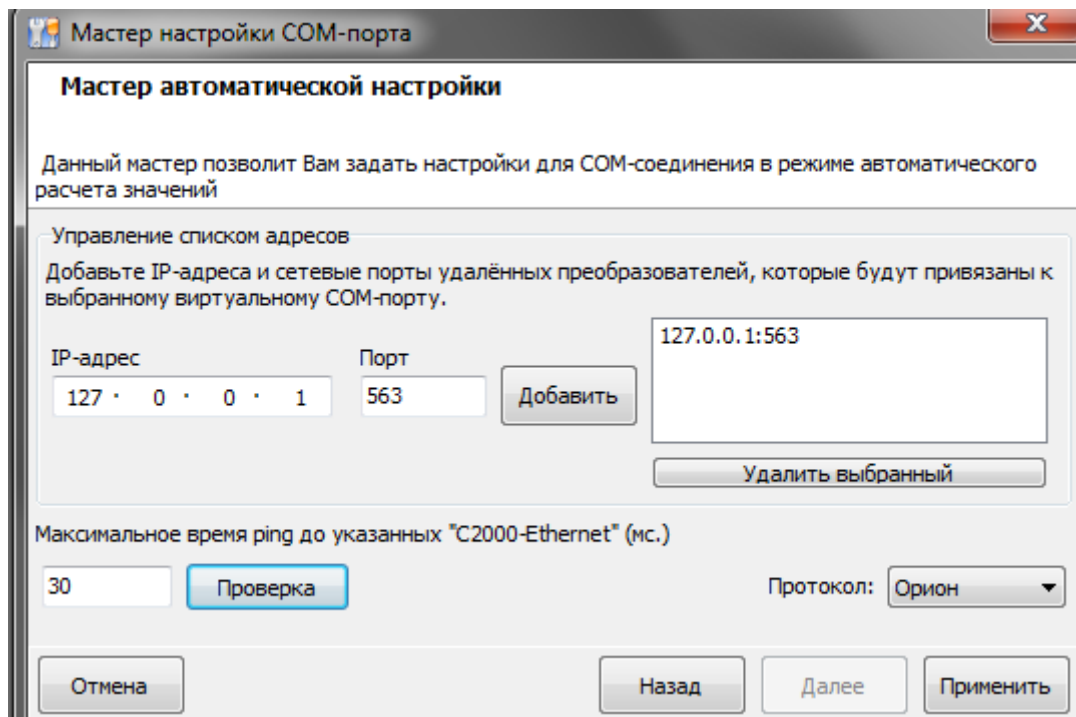 Мастер настройки COM-порта
Мастер автоматической настройки
Данный мастер позволит Вам задать настройки для COM-соединения в режиме автоматического
расчета значений
Управление списком адресов
Добавьте IP-адреса и сетевые порты удалённых преобразователей, которые будут привязаны к
выбранному виртуальному COM-порту.
127.0.0.1:563
IP-адрес Порт
127 . 0 . 0 . 1 563 Добавить
Удалить выбранный
Максимальное время ping до указанных "С2000-Ethernet" (мс.)
30 Проверка Протокол: Орион
Отмена Назад Далее Применить